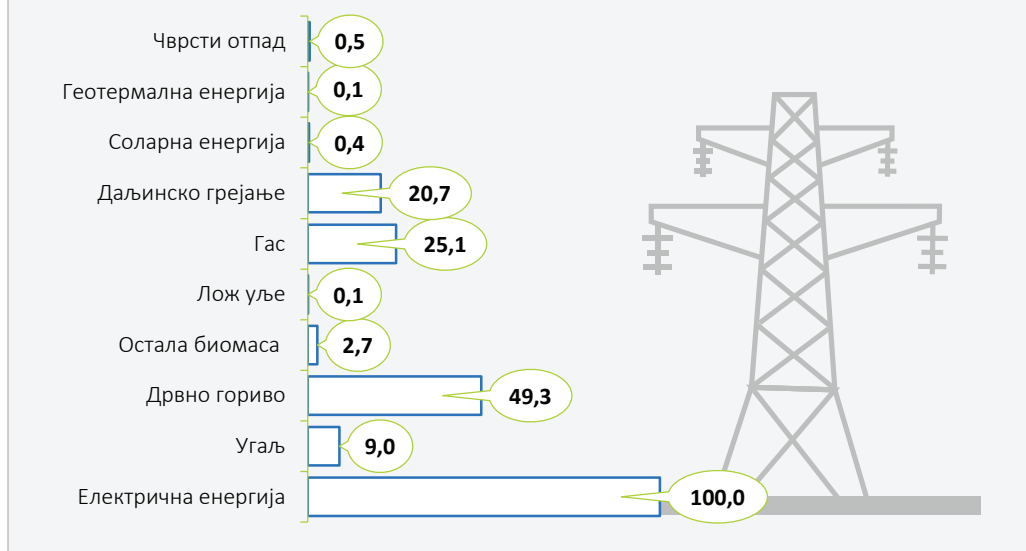 Чврсти отпад 0,5
Геотермална енергија 0,1
Соларна енергија 0,4
Даљинско грејање 20,7
Гас 25,1
Лож уље 0,1
Остала биомаса 2,7
Дрвно гориво 49,3
Угаљ 9,0
Електрична енергија 100,0